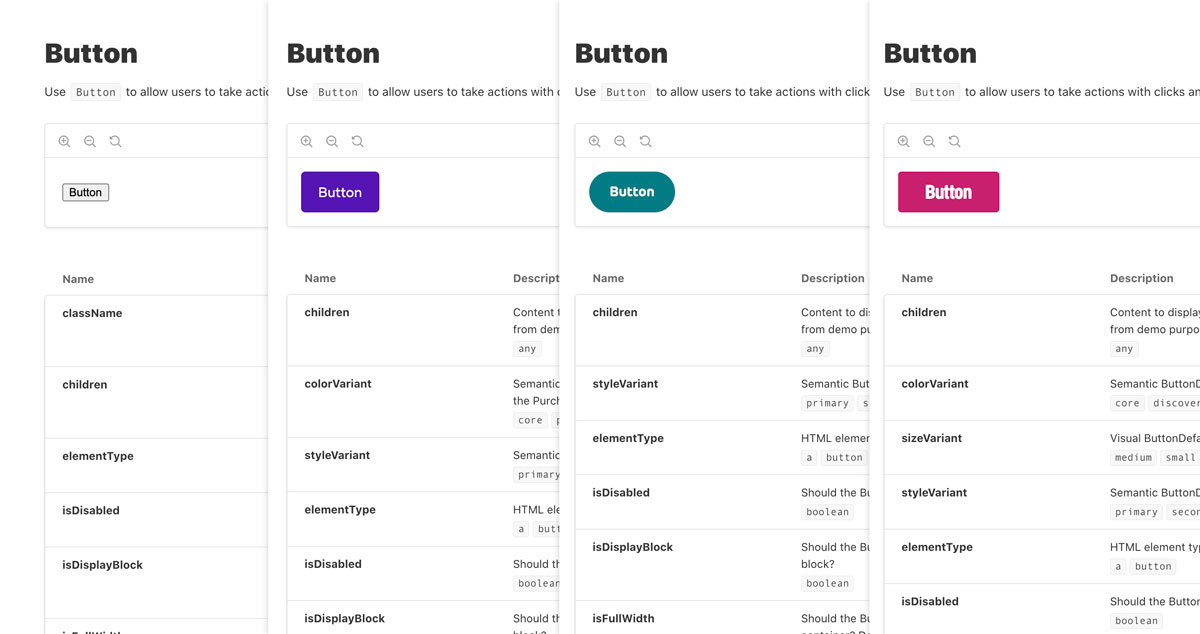 Button
Use Button to allow users to take actic
Button
Name
className
children
elementType
isDisabled
isDisplayBlock
isFullWidth
Button
Use Button to allow users to take actions with c
Button
Name Descript
children Content t
from dem
any
colorVariant Semantic
the Purch
core p
styleVariant Semantic
primary
elementType HTML ele
a butt
isDisabled Should th
boolean
isDisplayBlock Should th
block?
Button
Use Button to allow users to take actions with click
Button
Name Description
children Content to dis
from demo pu
any
styleVariant Semantic But
primary s
elementType HTML elemen
a button
isDisabled Should the Bu
boolean
isDisplayBlock Should the Bu
block?
boolean
isFullWidth Should the Bu
container? De
Button
Use Button to allow users to take actions with clicks an
Button
Name Description
children Content to display
from demo purpo
any
colorVariant Semantic ButtonD
core discover
sizeVariant Visual ButtonDefa
medium small
styleVariant Semantic ButtonD
primary secon
elementType HTML element typ
a button
isDisabled Should the Button
boolean